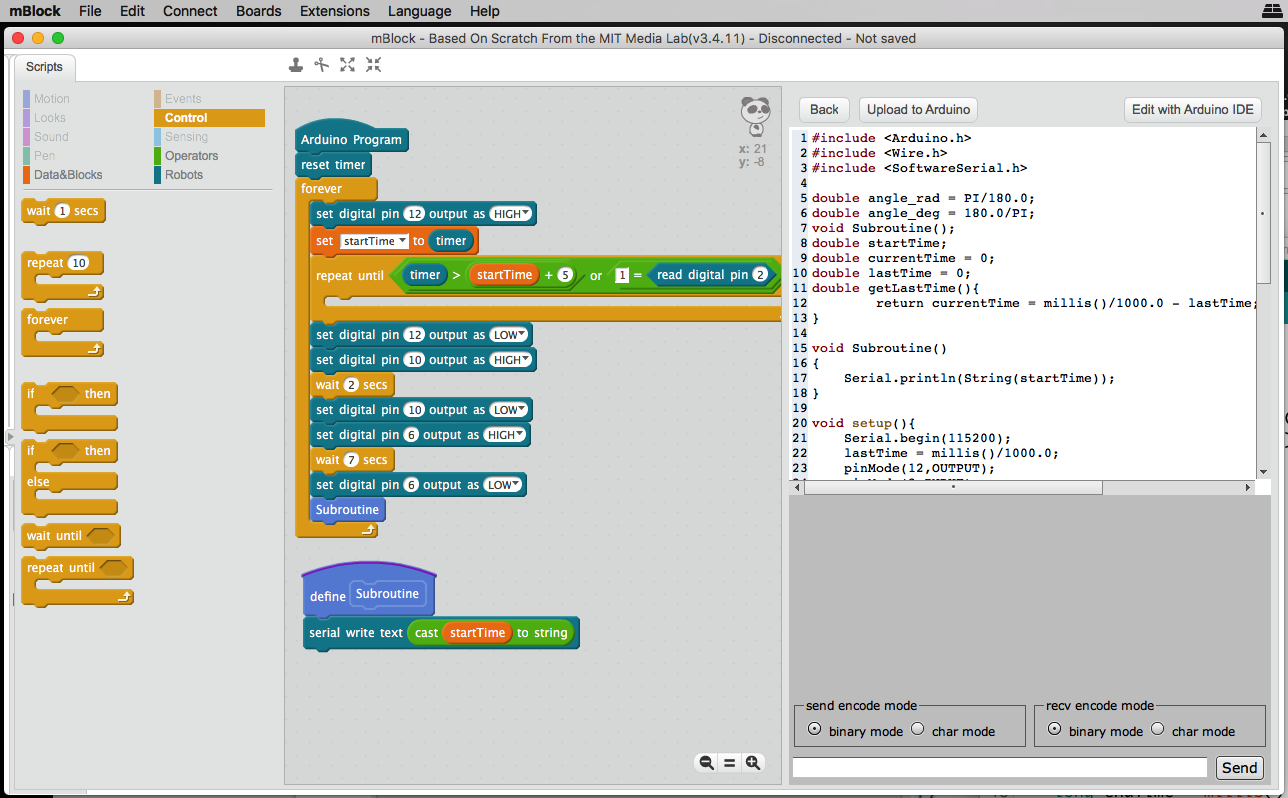 mBlock File Edit Connect Boards Extensions Language Help
mBlock - Based On Scratch From the MIT Media Lab(v3.4.11) - Disconnected - Not saved
Scripts
Motion Events
Looks Control
Sound Sensing
Pen Operators
Data&Blocks Robots
wait 1 secs
repeat 10
forever
if then
if then
else
wait until
repeat until
x: 21
y: -8
Arduino Program
reset timer
forever
set digital pin 12 output as HIGH
set startTime to timer
repeat until timer > startTime + 5 or 1 = read digital pin 2
set digital pin 12 output as LOW
set digital pin 10 output as HIGH
wait 2 secs
set digital pin 10 output as LOW
set digital pin 6 output as HIGH
wait 7 secs
set digital pin 6 output as LOW
Subroutine
define Subroutine
serial write text cast startTime to string
Back Upload to Arduino Edit with Arduino IDE
1 #include <Arduino.h>
2 #include <Wire.h>
3 #include <SoftwareSerial.h>
4
5 double angle_rad = PI/180.0;
6 double angle_deg = 180.0/PI;
7 void Subroutine();
8 double startTime;
9 double currentTime = 0;
10 double lastTime = 0;
11 double getLastTime(){
12 return currentTime = millis()/1000.0 - lastTime;
13 }
14
15 void Subroutine()
16 {
17 Serial.println(String(startTime));
18 }
19
20 void setup(){
21 Serial.begin(115200);
22 lastTime = millis()/1000.0;
23 pinMode(12,OUTPUT);
send encode mode
binary mode char mode
recv encode mode
binary mode char mode
Send